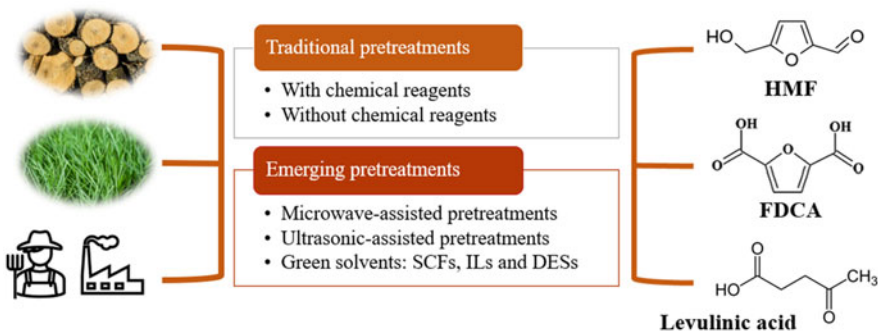 Traditional pretreatments
• With chemical reagents
• Without chemical reagents
Emerging pretreatments
• Microwave-assisted pretreatments
• Ultrasonic-assisted pretreatments
• Green solvents: SCFs, ILs and DESs
HO
O
O
HMF
OH
OH
O
O
O
FDCA
O
HO
CH3
O
Levulinic acid